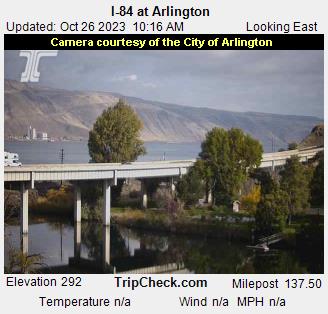 I-84 at Arlington
Updated: Oct 26 2023 10:16 AM Looking East
Camera courtesy of the City of Arlington
Elevation 292 TripCheck.com Milepost 137.50
Temperature n/a Wind n/a MPH n/a